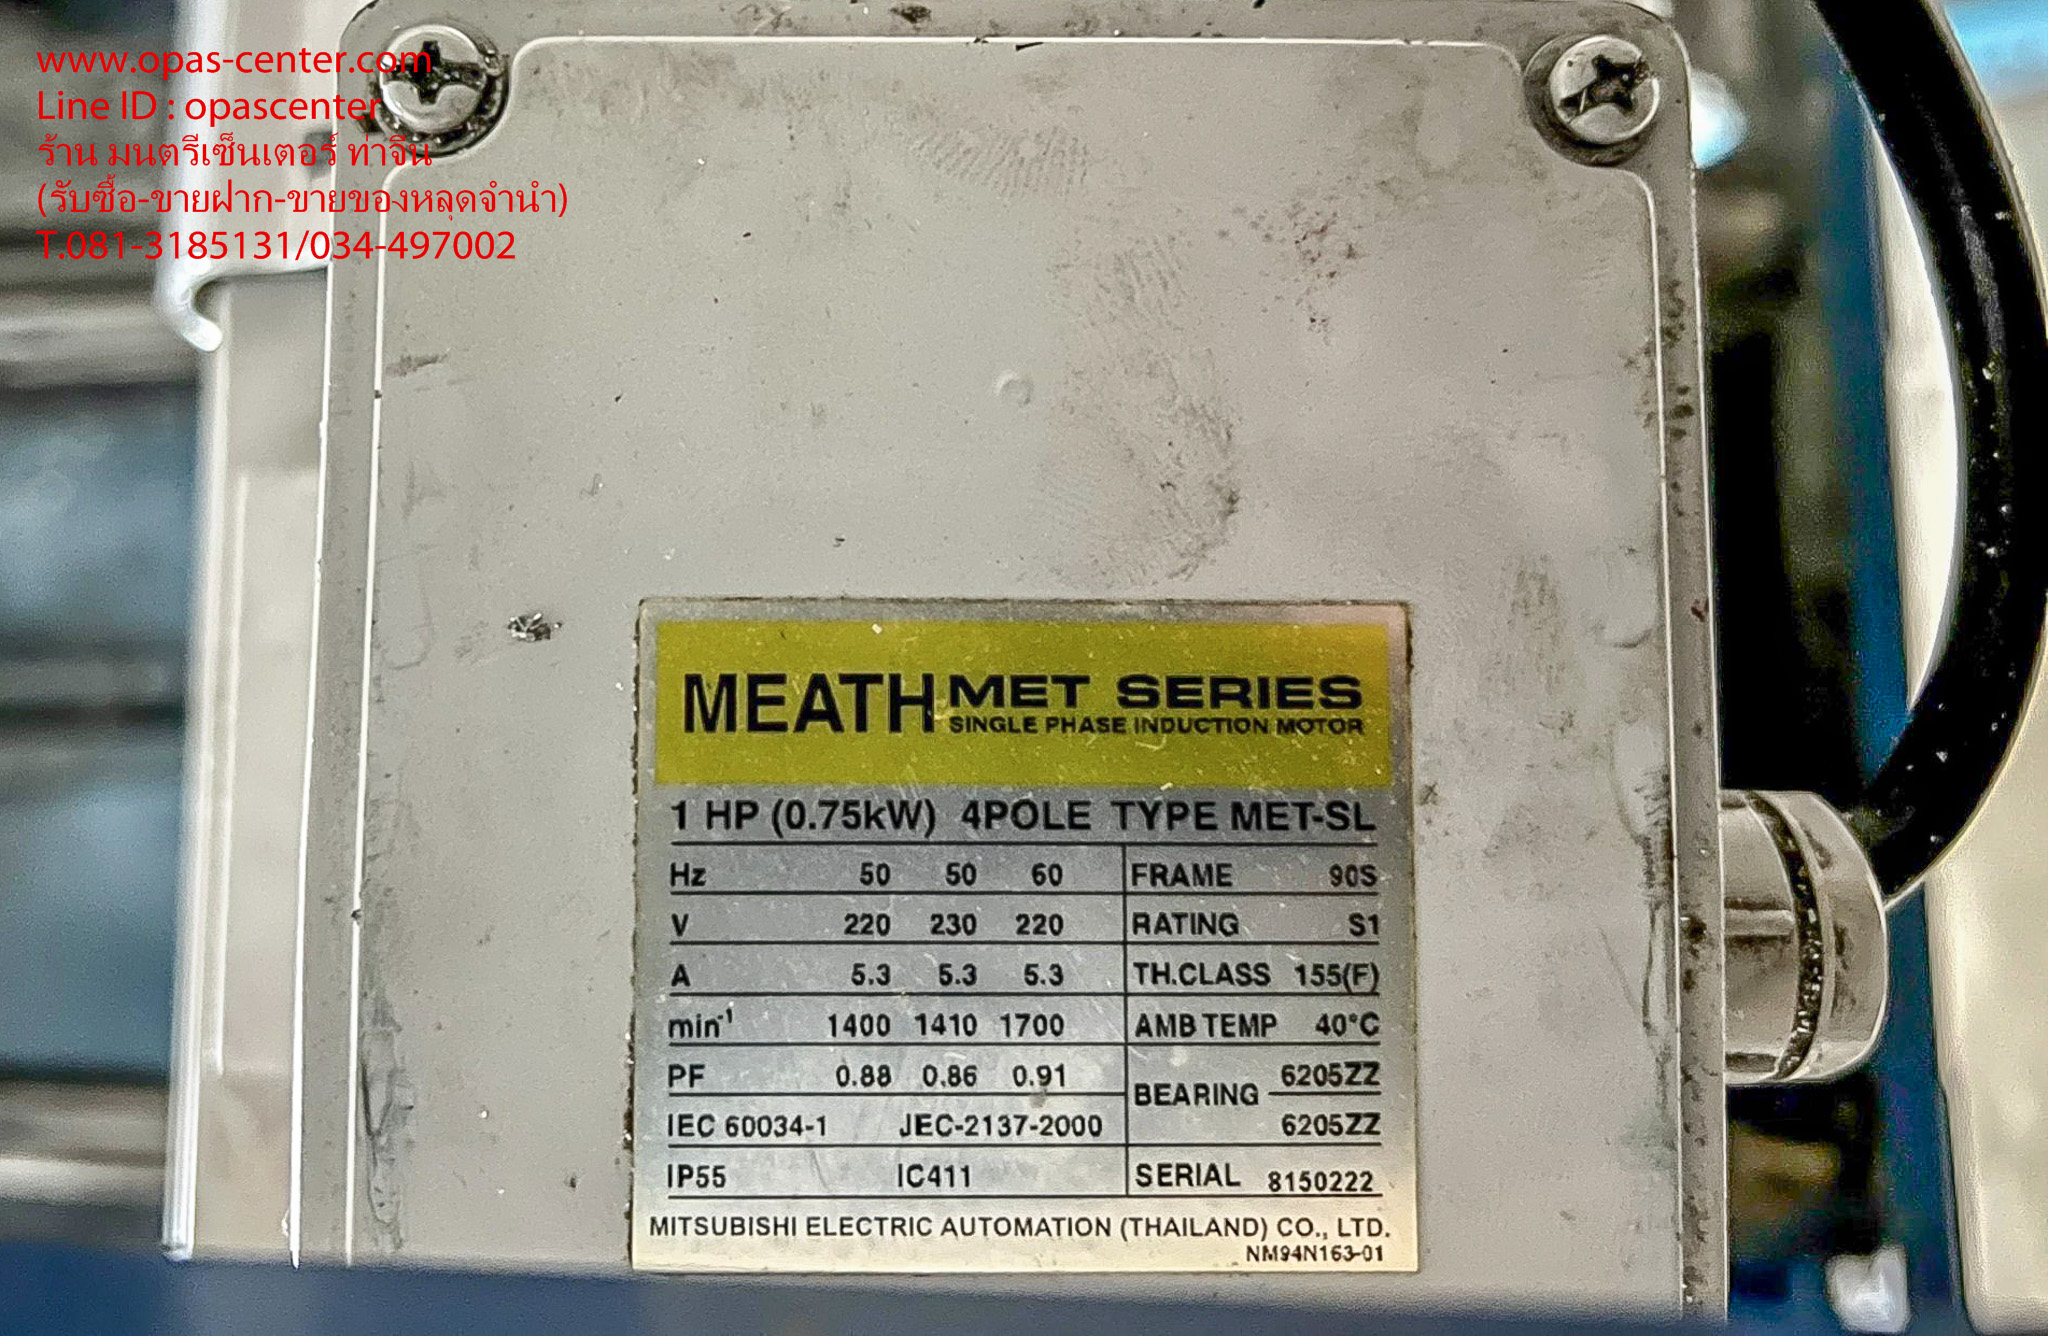 www.opas-center.com
Line ID : opascenter
ร้าน มนตรีเซ็นเตอร์ ท่าจีน
(รับซื้อ-ขายฝาก-ขายของหลุดจำนำ)
T.081-3185131/034-497002
MEATH MET SERIES
SINGLE PHASE INDUCTION MOTOR
1 HP (0.75kW) 4POLE TYPE MET-SL
Hz 50 50 60 FRAME 90S
V 220 230 220 RATING S1
A 5.3 5.3 5.3 TH.CLASS 155(F)
min⁻¹ 1400 1410 1700 AMB TEMP 40°C
PF 0.88 0.86 0.91 BEARING 6205ZZ
IEC 60034-1 JEC-2137-2000 6205ZZ
IP55 IC411 SERIAL 8150222
MITSUBISHI ELECTRIC AUTOMATION (THAILAND) CO., LTD.
NM94N163-01